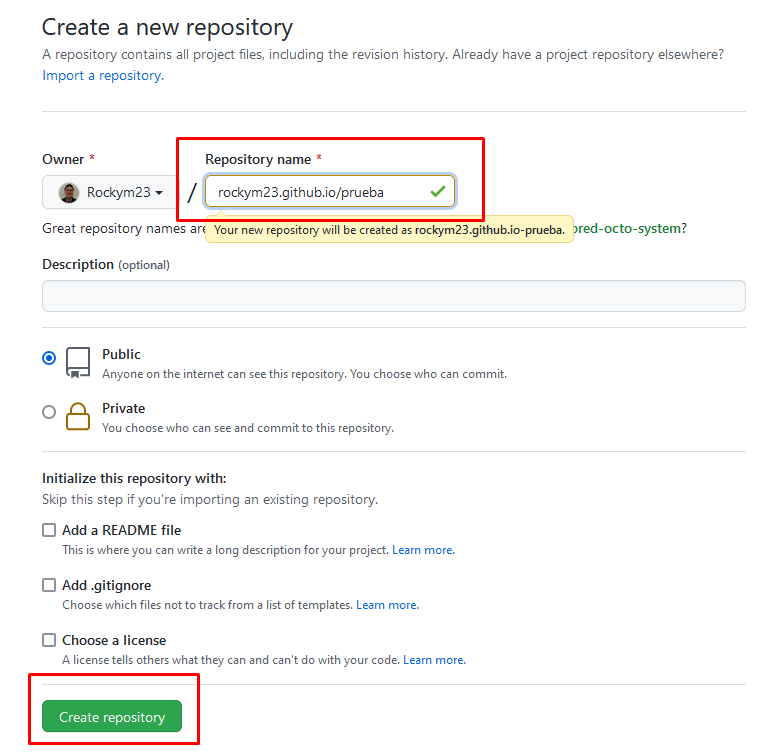 Create a new repository
A repository contains all project files, including the revision history. Already have a project repository elsewhere?
Import a repository.
Owner *
Repository name *
Rockym23
/
rockym23.github.io/prueba
Great repository names are
Your new repository will be created as rockym23.github.io-prueba.
ored-octo-system?
Description (optional)
Public
Anyone on the internet can see this repository. You choose who can commit.
Private
You choose who can see and commit to this repository.
Initialize this repository with:
Skip this step if you're importing an existing repository.
Add a README file
This is where you can write a long description for your project. Learn more.
Add .gitignore
Choose which files not to track from a list of templates. Learn more.
Choose a license
A license tells others what they can and can't do with your code. Learn more.
Create repository